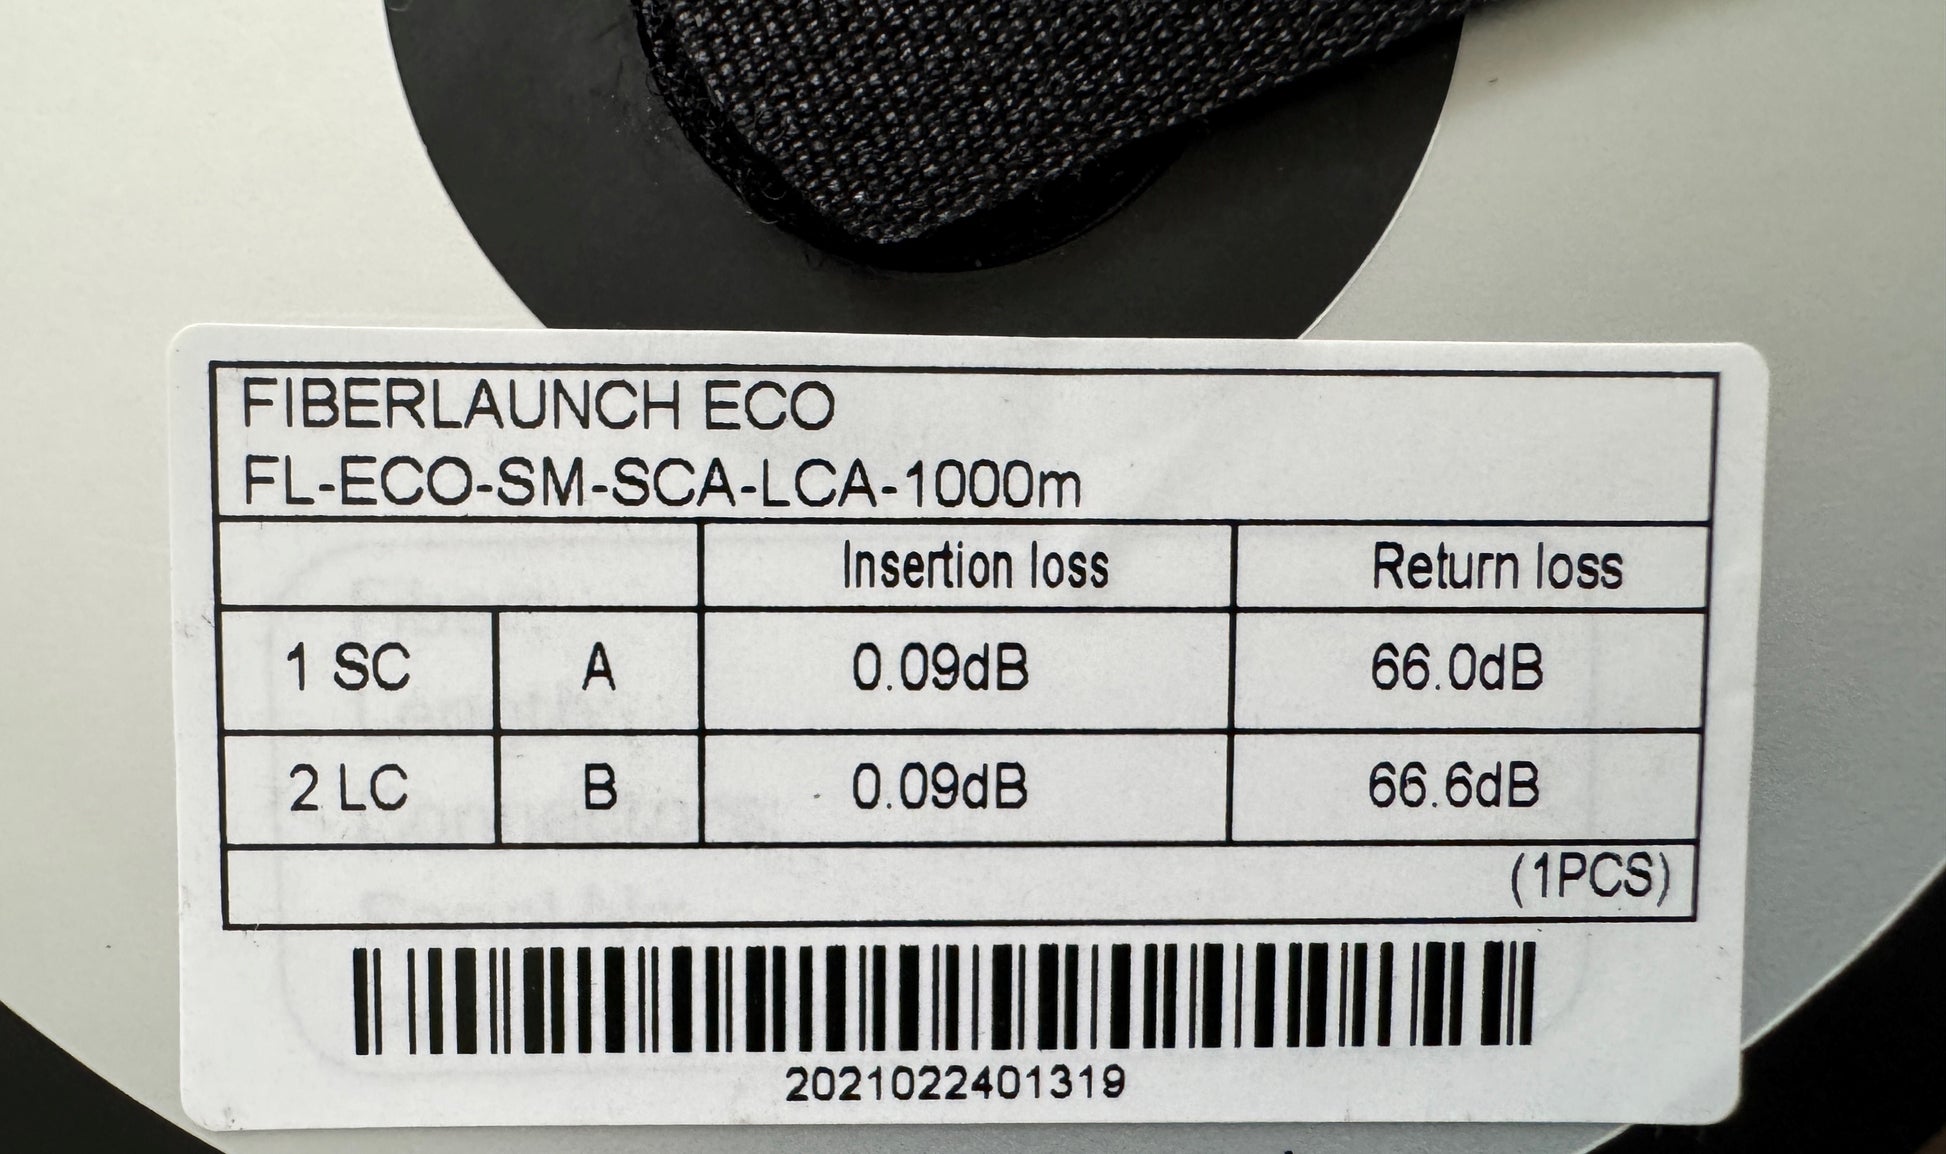 FIBERLAUNCH ECO
FL-ECO-SM-SCA-LCA-1000m
Insertion loss Return loss
1 SC A 0.09dB 66.0dB
2 LC B 0.09dB 66.6dB
(1PCS)
2021022401319